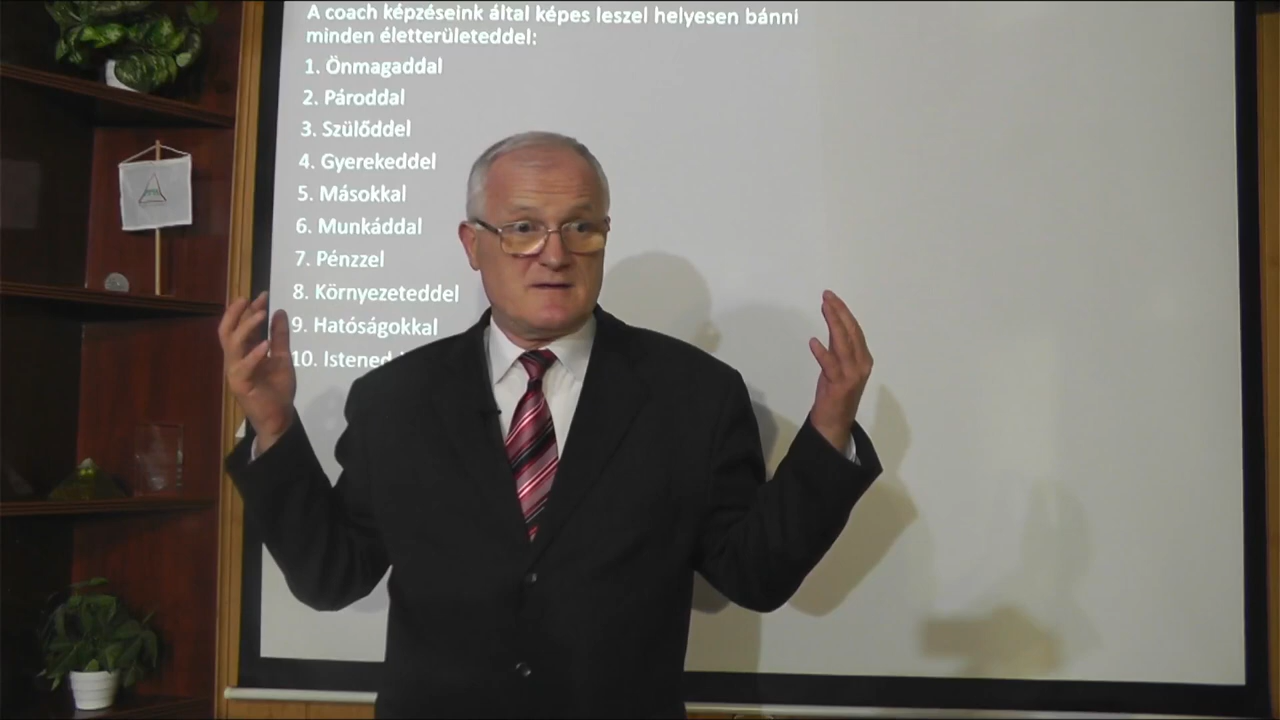 A coach képzéseink által képes leszel helyesen bánni
minden életterületeddel:
1. Önmagaddal
2. Pároddal
3. Szülőddel
4. Gyerekeddel
5. Másokkal
6. Munkáddal
7. Pénzzel
8. Környezeteddel
9. Hatóságokkal
10. Istened